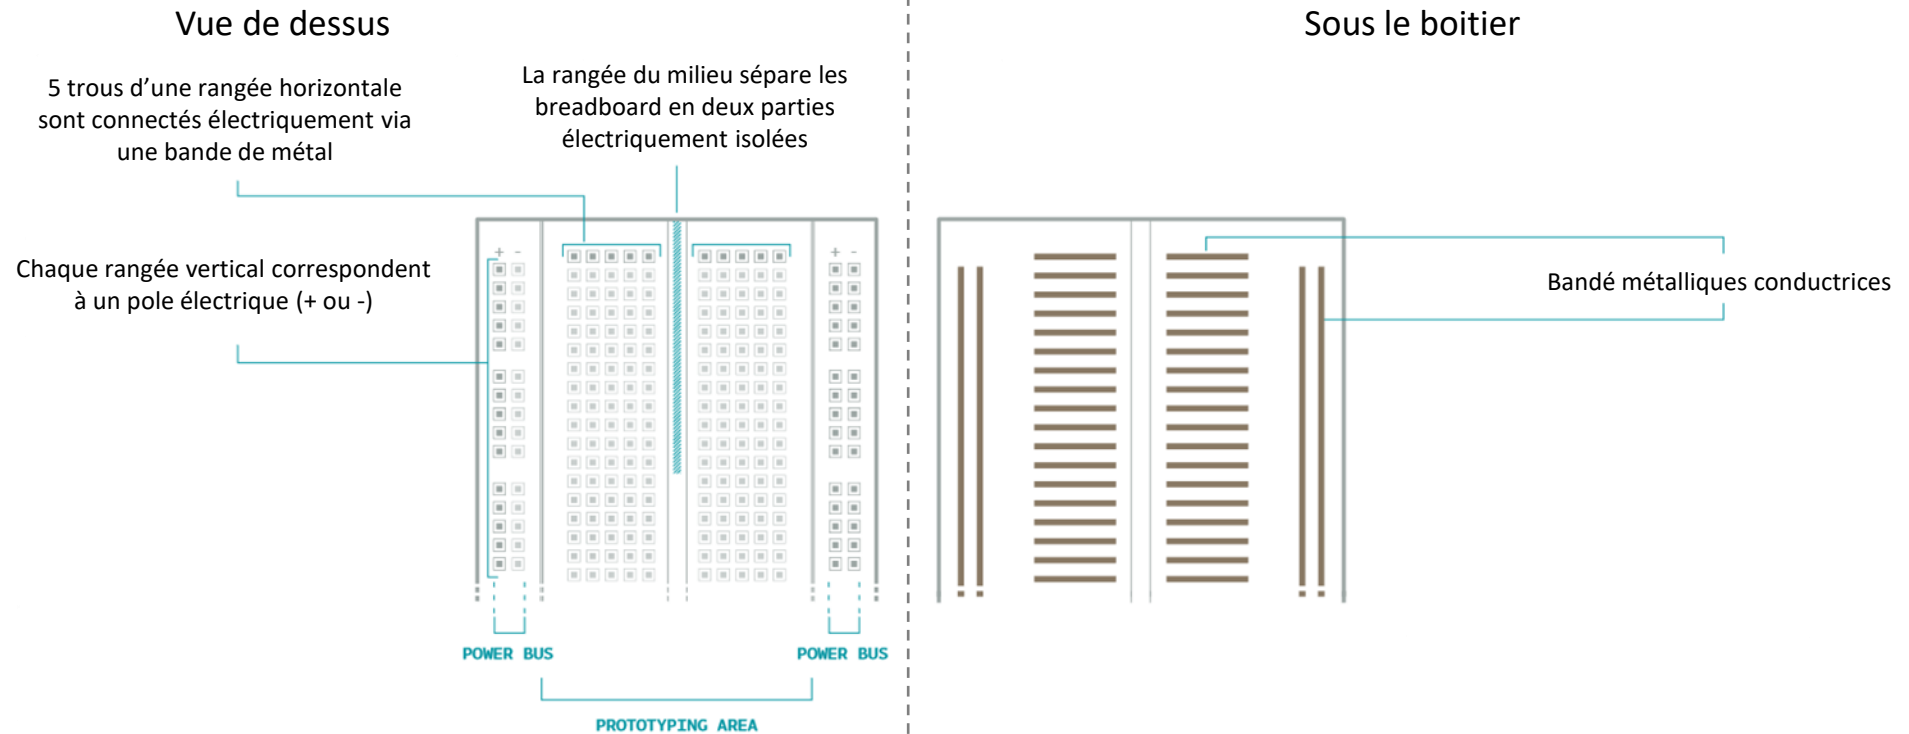 Vue de dessus
Sous le boitier
5 trous d’une rangée horizontale
sont connectés électriquement via
une bande de métal
La rangée du milieu sépare les
breadboard en deux parties
électriquement isolées
Chaque rangée vertical correspondent
à un pole électrique (+ ou -)
+ -
+ -
Bandé métalliques conductrices
POWER BUS
POWER BUS
PROTOTYPING AREA